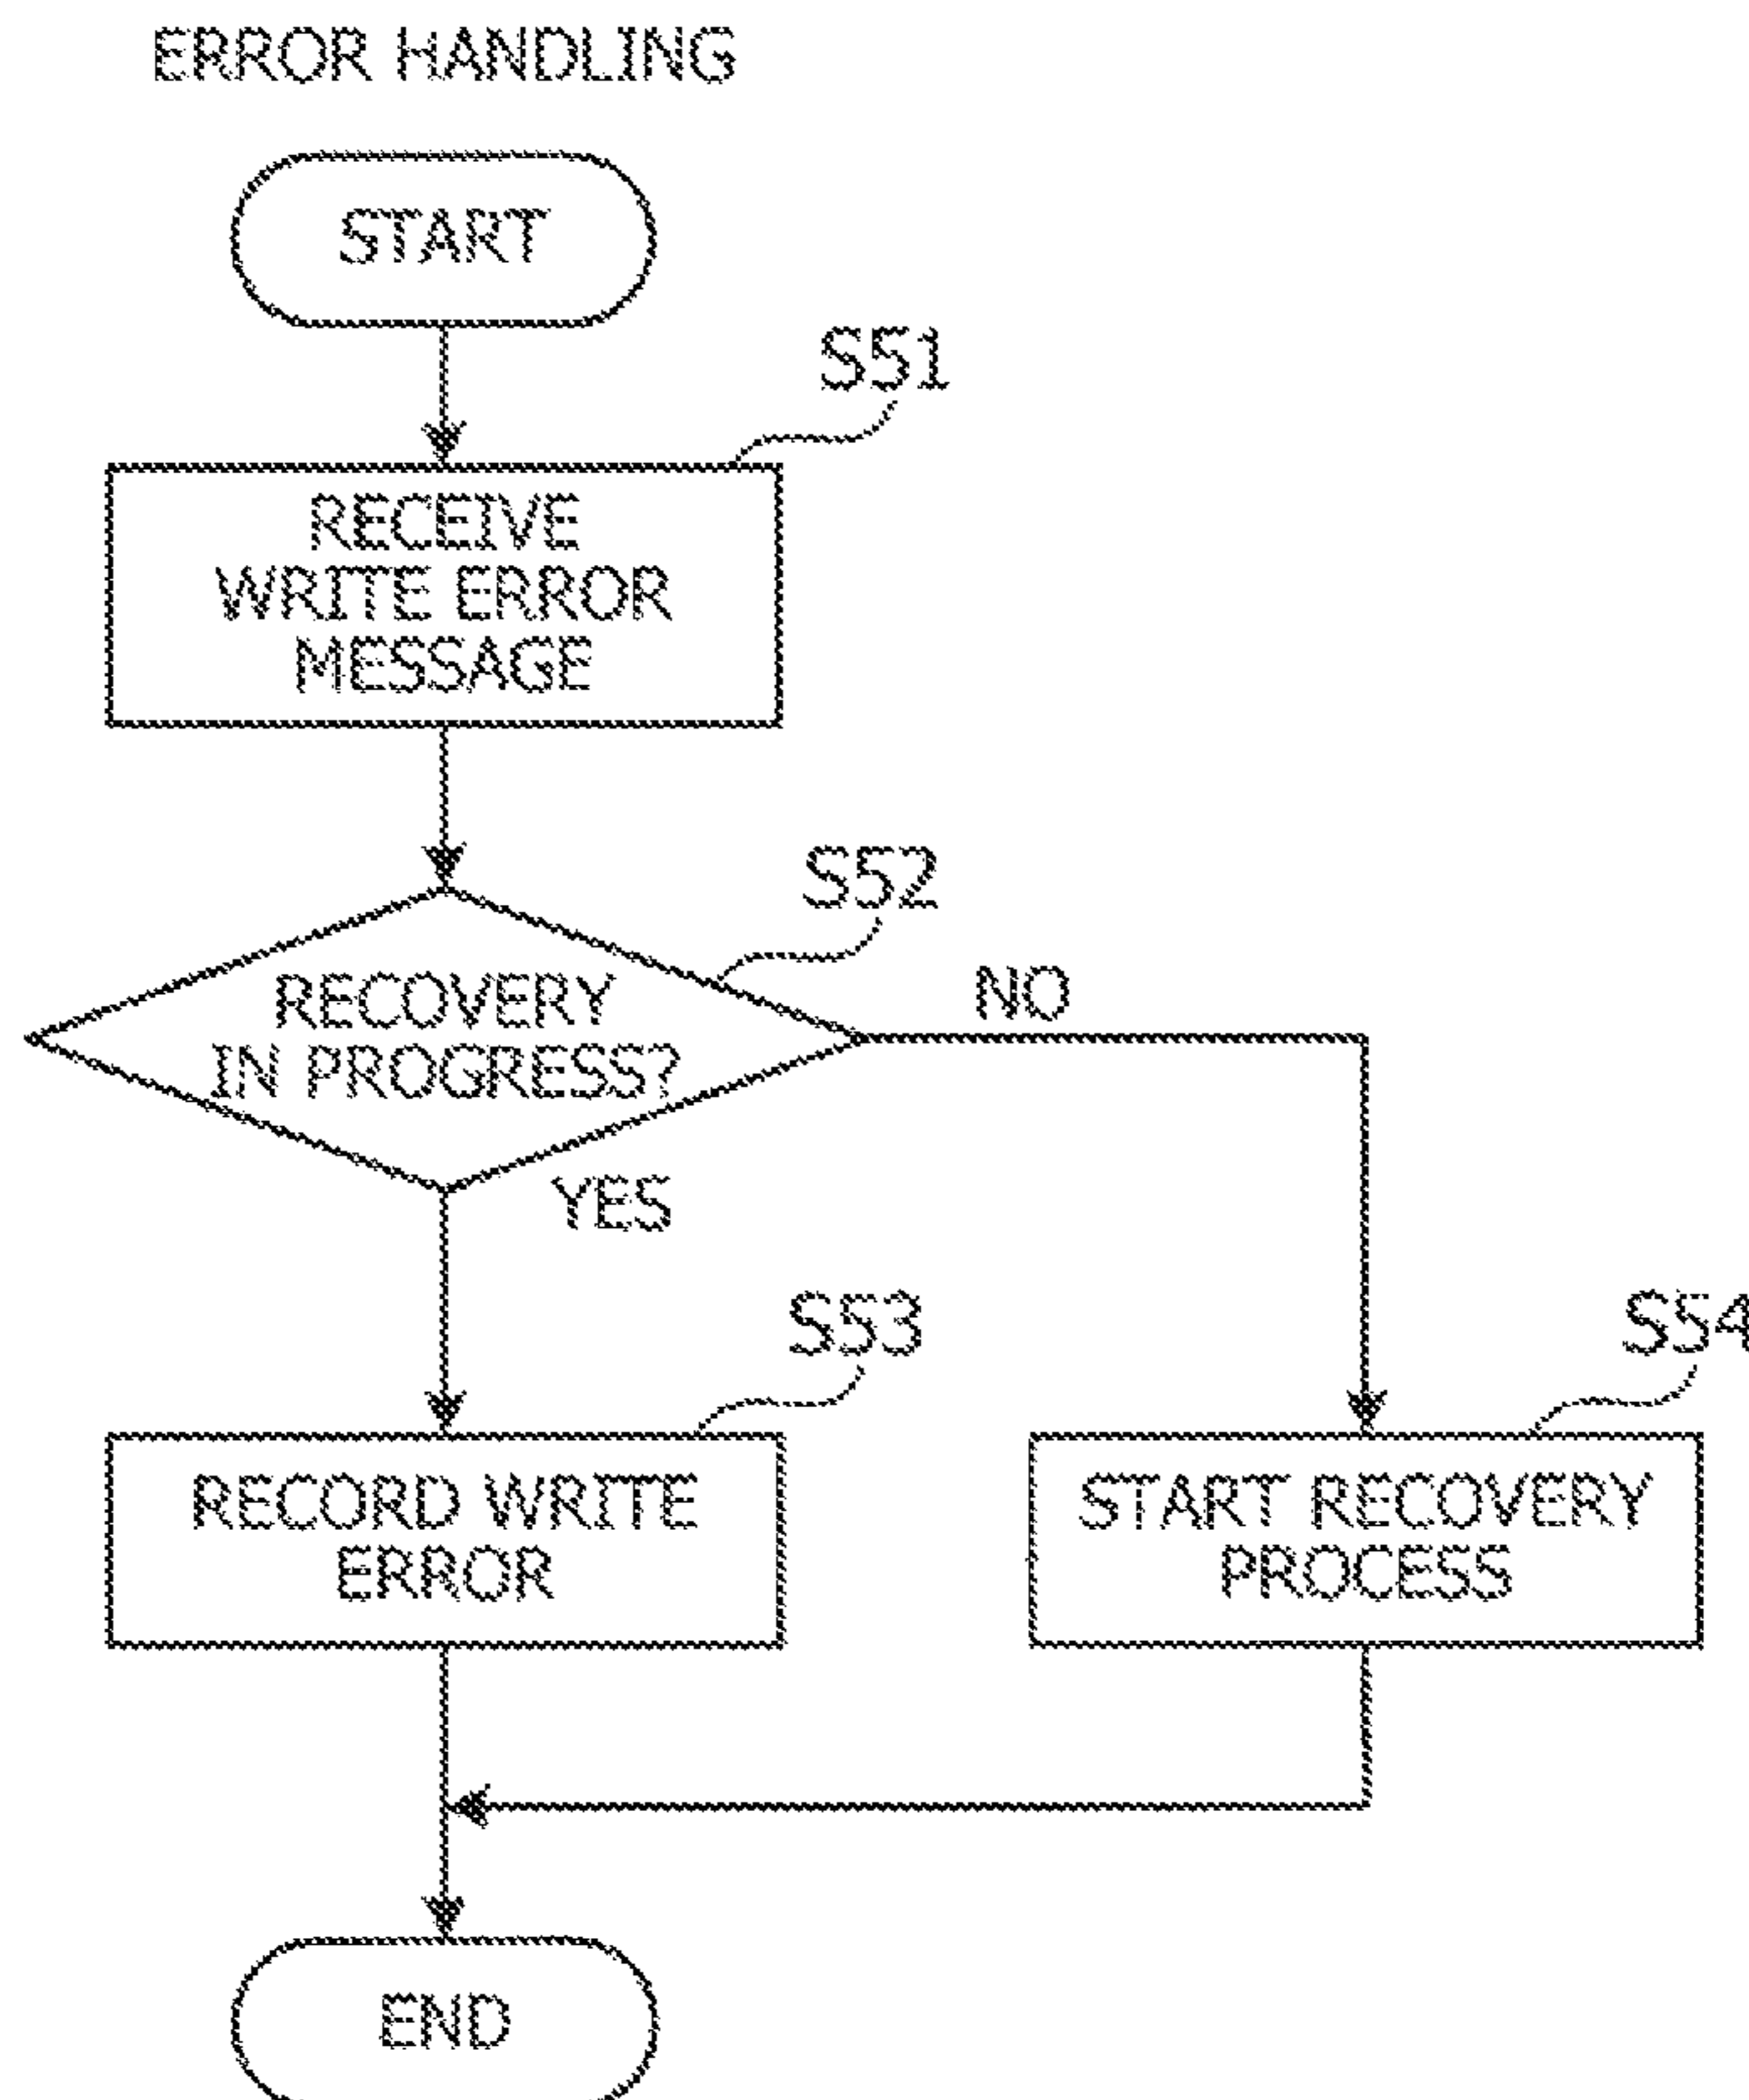 ERROR HANDLING
START
S51
RECEIVE
WRITE ERROR
MESSAGE
S52
RECOVERY
IN PROGRESS?
NO
YES
S53
RECORD WRITE
ERROR
S54
START RECOVERY
PROCESS
END